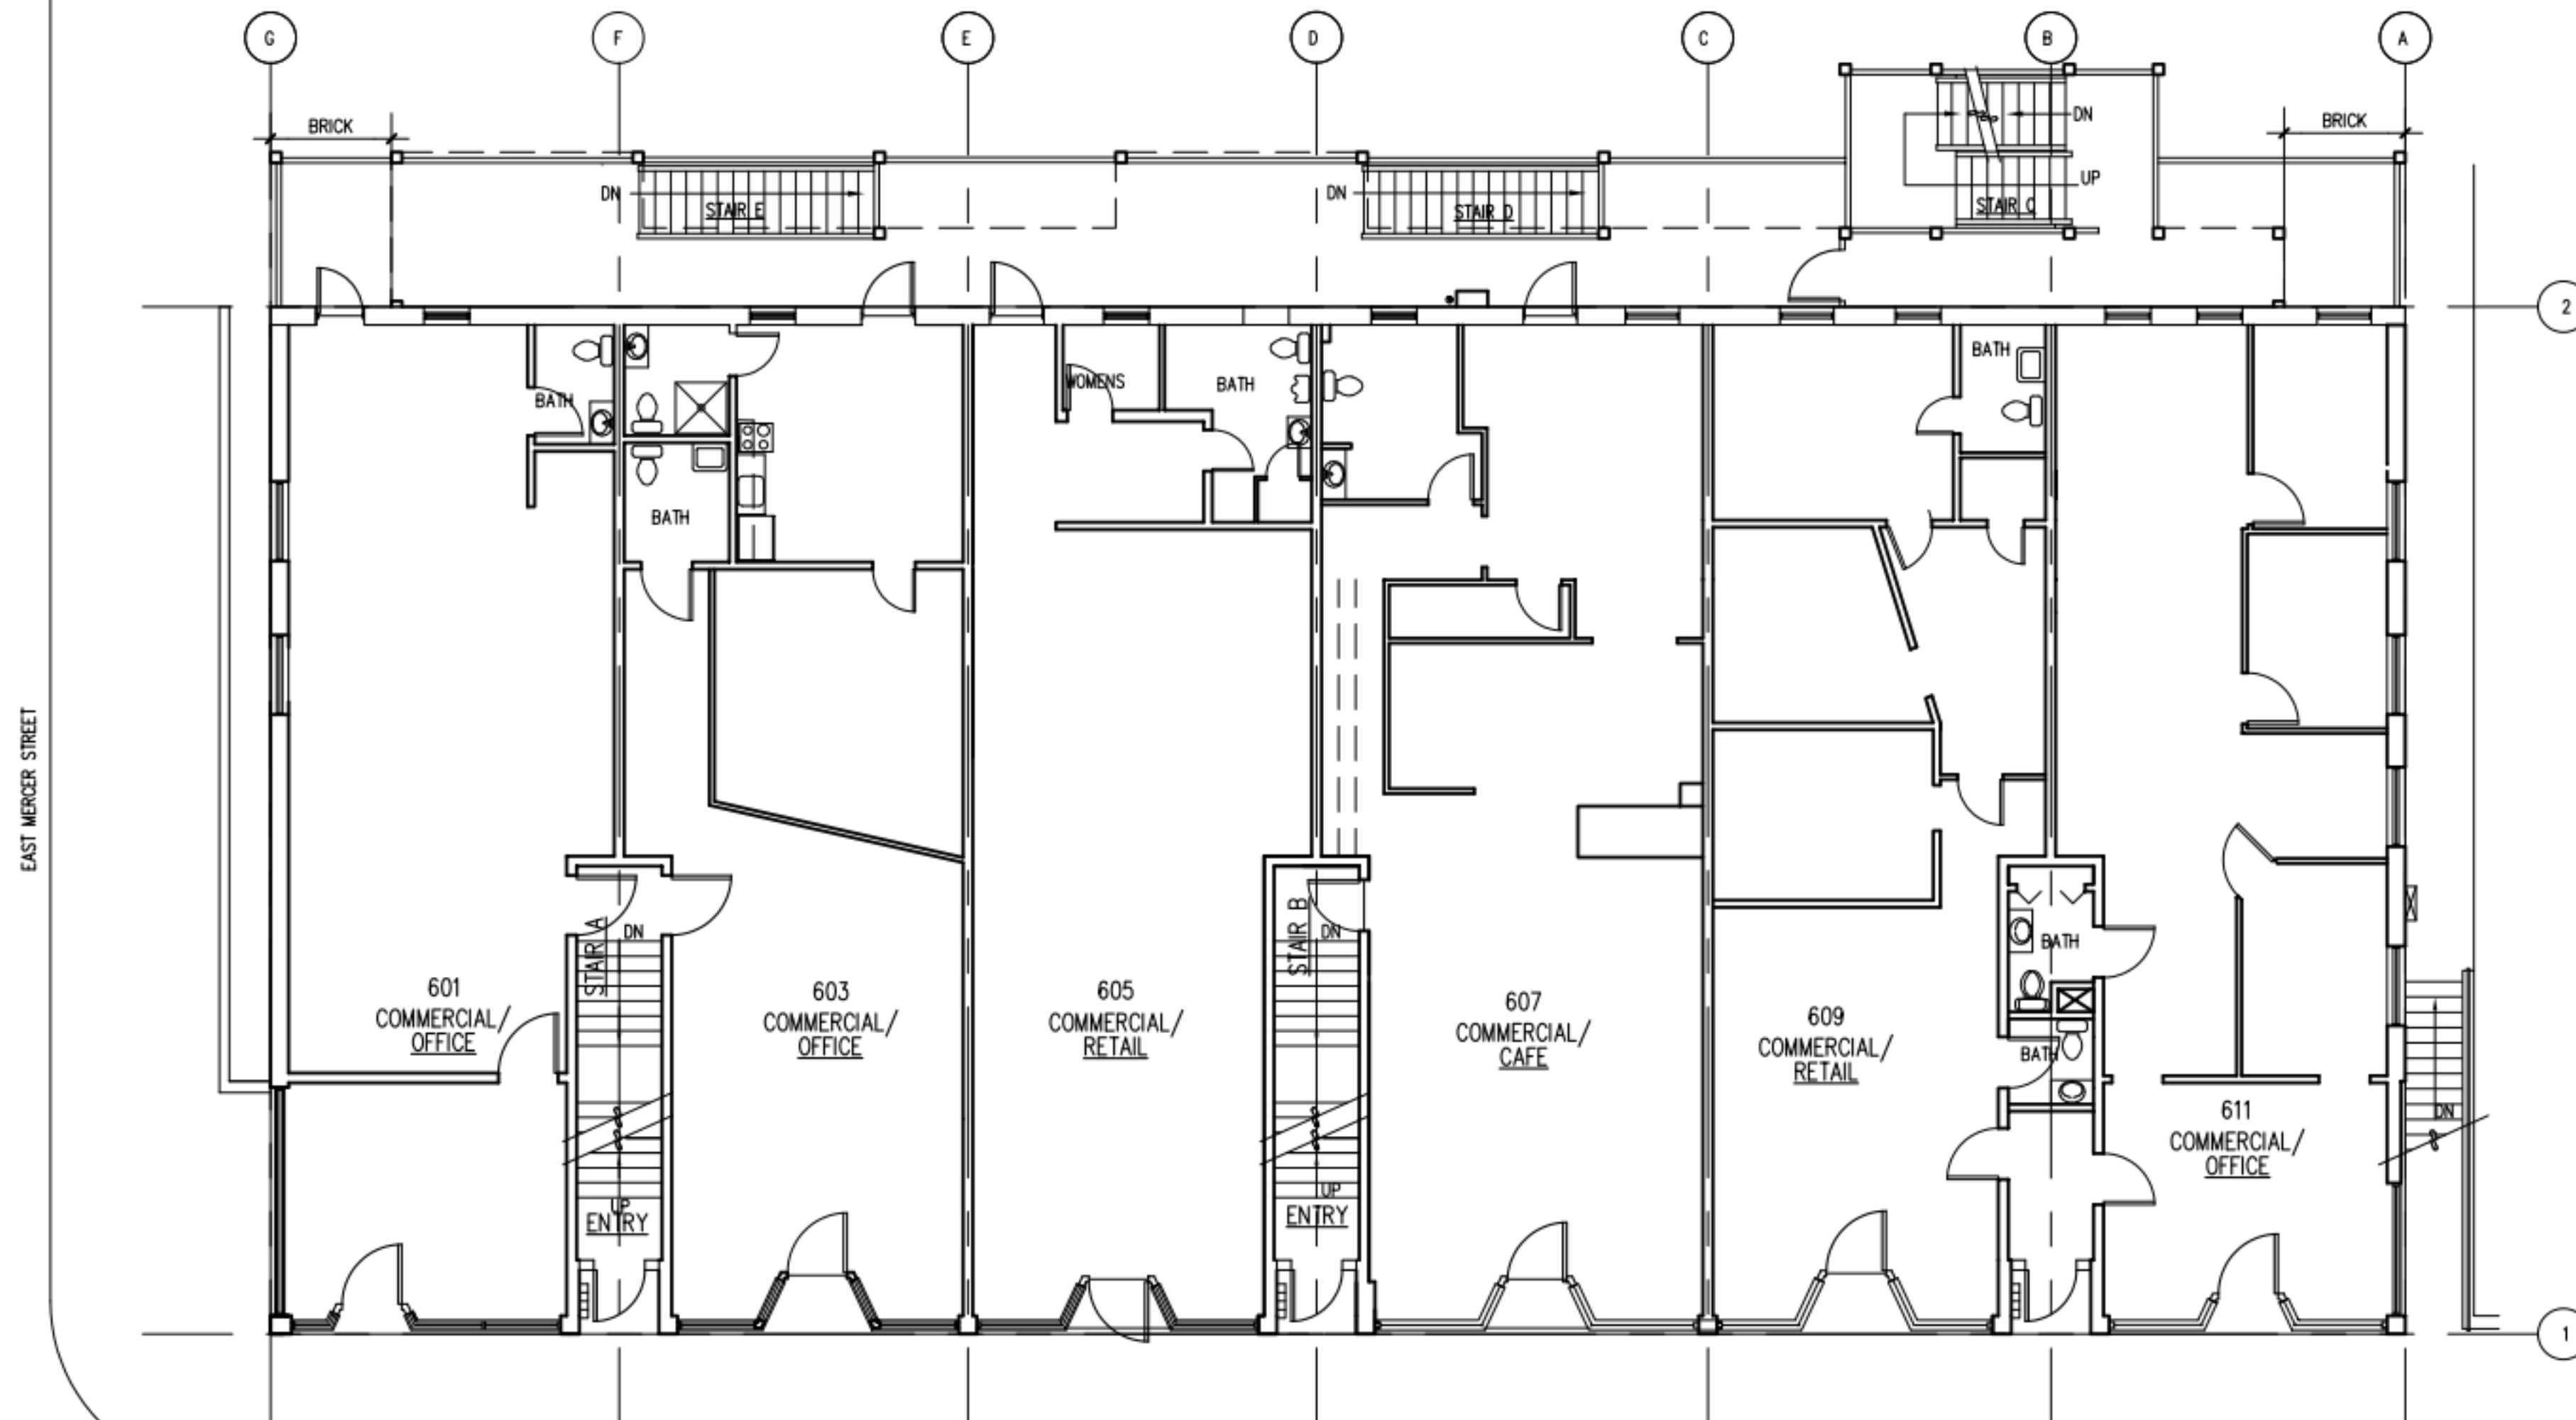 G
F
E
D
C
B
A
BRICK
BRICK
DN
UP
STAIR C
DN
STAIR E
DN
STAIR D
2
BATH
BATH
WOMENS
BATH
BATH
EAST MERCER STREET
STAIR A
DN
STAIR B
DN
BATH
BATH
601
COMMERCIAL/
OFFICE
603
COMMERCIAL/
OFFICE
605
COMMERCIAL/
RETAIL
607
COMMERCIAL/
CAFE
609
COMMERCIAL/
RETAIL
611
COMMERCIAL/
OFFICE
DN
UP
ENTRY
UP
ENTRY
1